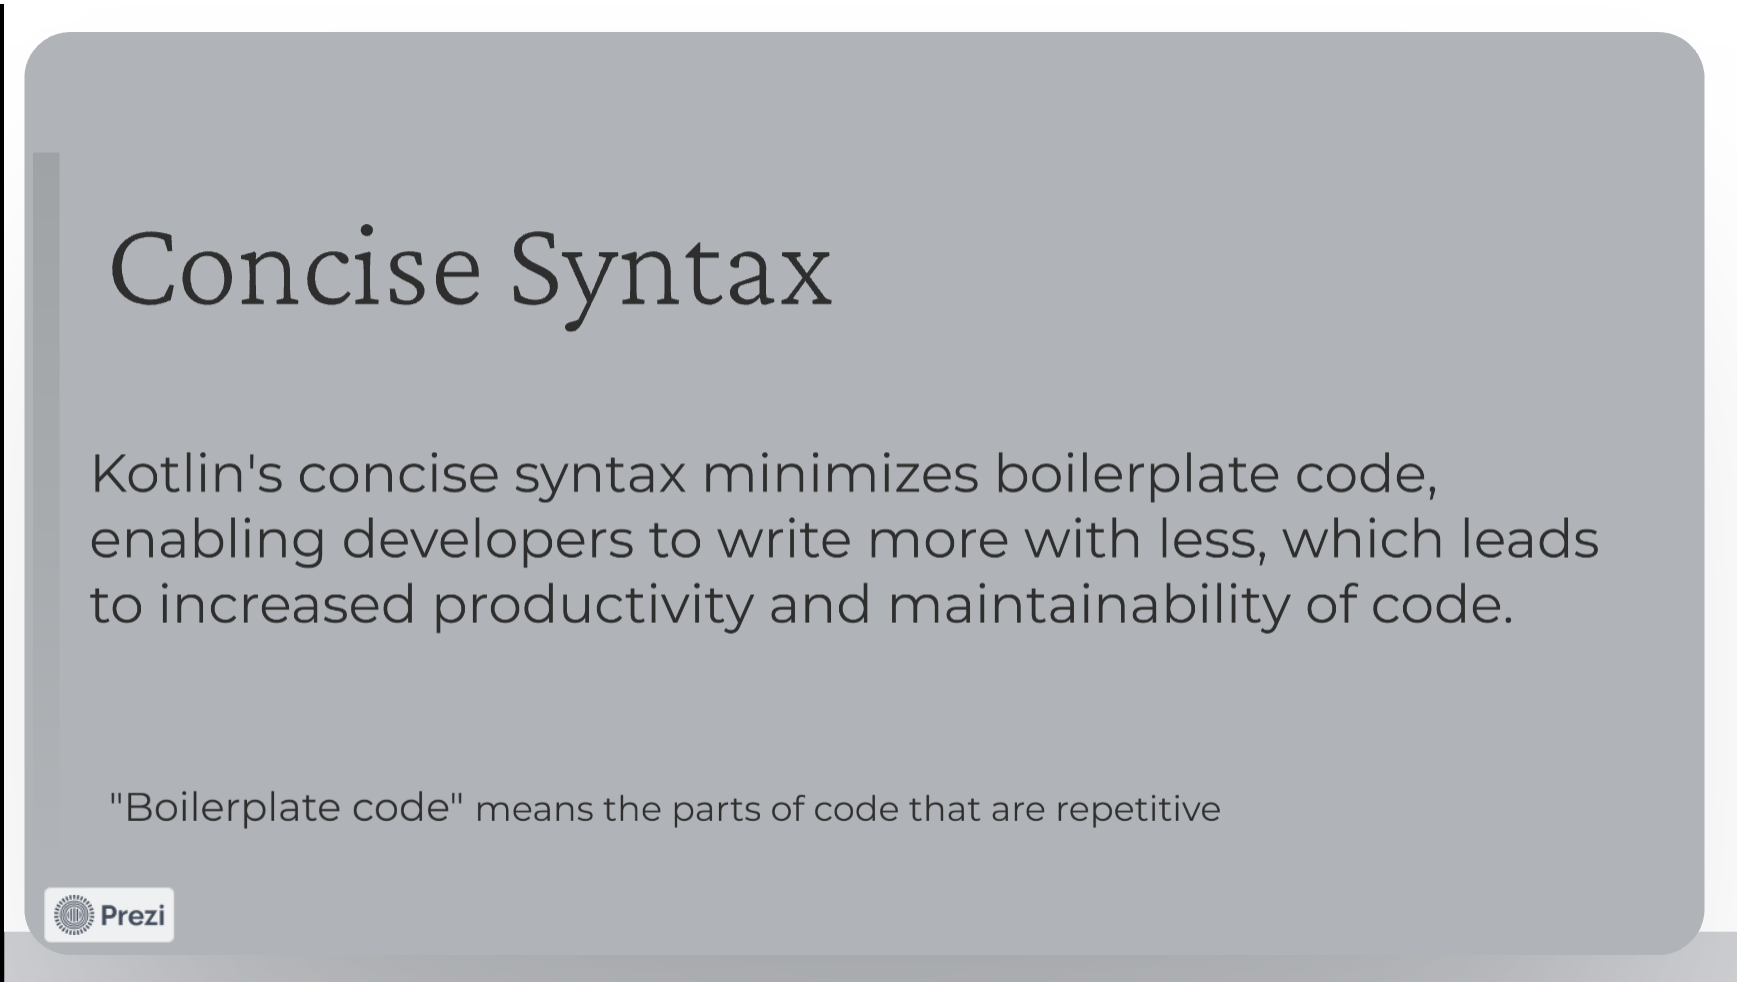 Concise Syntax
Kotlin's concise syntax minimizes boilerplate code,
enabling developers to write more with less, which leads
to increased productivity and maintainability of code.
"Boilerplate code" means the parts of code that are repetitive
Prezi